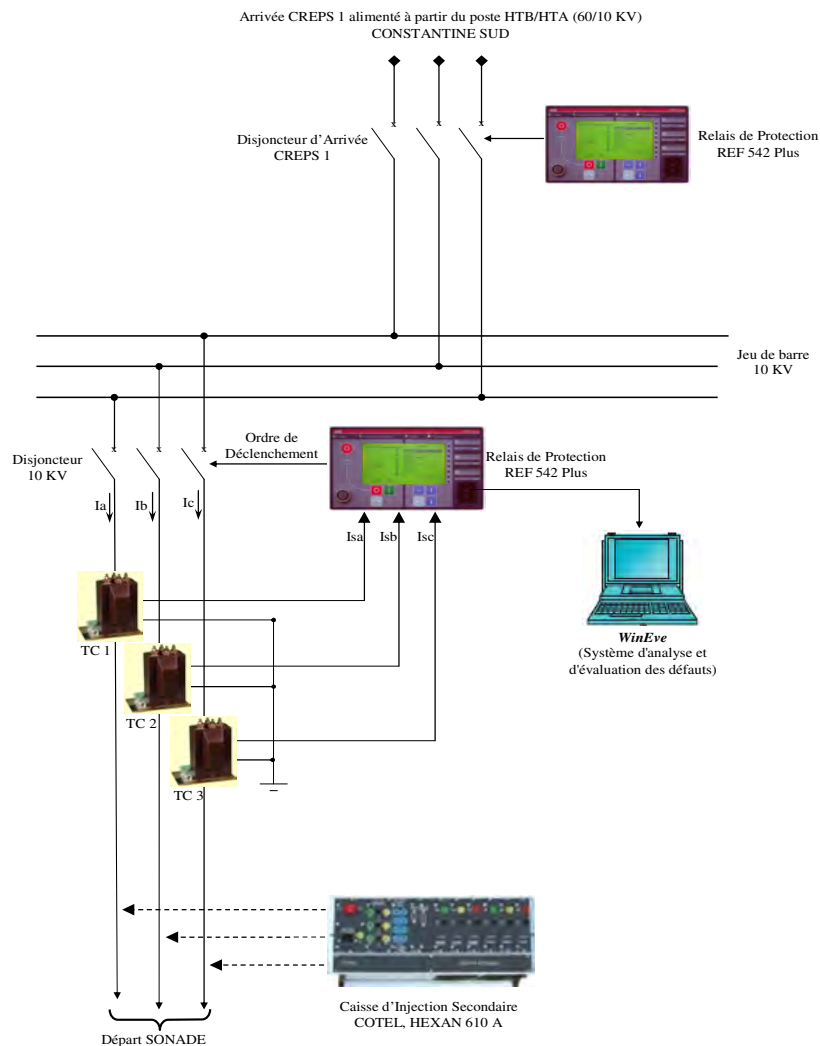 Arrivée CREPS 1 alimenté à partir du poste HTB/HTA (60/10 KV)
CONSTANTINE SUD
Disjoncteur d'Arrivée
CREPS 1
Relais de Protection
REF 542 Plus
Jeu de barre
10 KV
Disjoncteur
10 KV
Ordre de
Déclenchement
Relais de Protection
REF 542 Plus
Ia
Ib
Ic
Isa
Isb
Isc
TC 1
TC 2
TC 3
WinEve
(Système d'analyse et
d'évaluation des défauts)
Caisse d'Injection Secondaire
COTEL, HEXAN 610 A
Départ SONADE